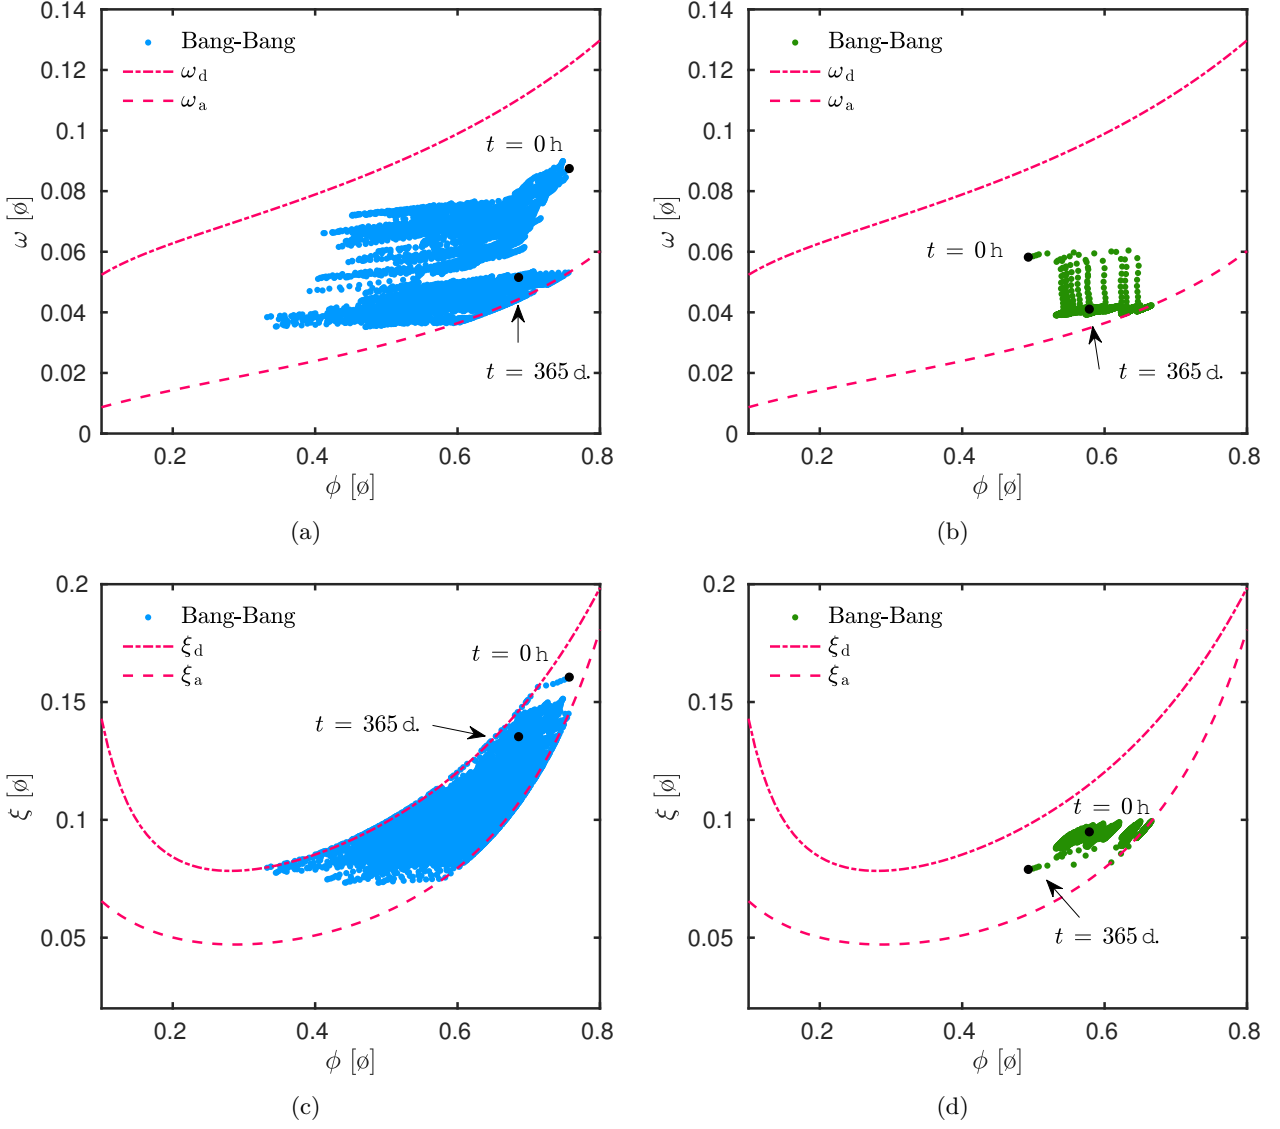 0.14
0.12
0.1
0.08
0.06
0.04
0.02
0
ω [ø]
Bang-Bang
ω_d
ω_a
t = 0 h
t = 365 d.
0.2 0.4 0.6 0.8
ϕ [ø]
(a)
0.14
0.12
0.1
0.08
0.06
0.04
0.02
0
ω [ø]
Bang-Bang
ω_d
ω_a
t = 0 h
t = 365 d.
0.2 0.4 0.6 0.8
ϕ [ø]
(b)
0.2
0.15
0.1
0.05
ξ [ø]
Bang-Bang
ξ_d
ξ_a
t = 0 h
t = 365 d.
0.2 0.4 0.6 0.8
ϕ [ø]
(c)
0.2
0.15
0.1
0.05
ξ [ø]
Bang-Bang
ξ_d
ξ_a
t = 0 h
t = 365 d.
0.2 0.4 0.6 0.8
ϕ [ø]
(d)